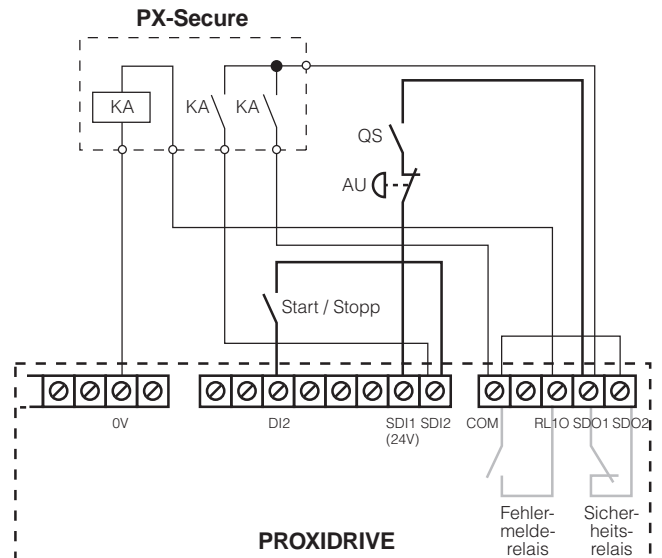 PX-Secure
KA
KA
KA
QS
AU
Start / Stopp
0V
DI2
SDI1 SDI2
(24V)
COM
RL1O SDO1 SDO2
PROXIDRIVE
Fehler-
melde-
relais
Sicher-
heits-
relais